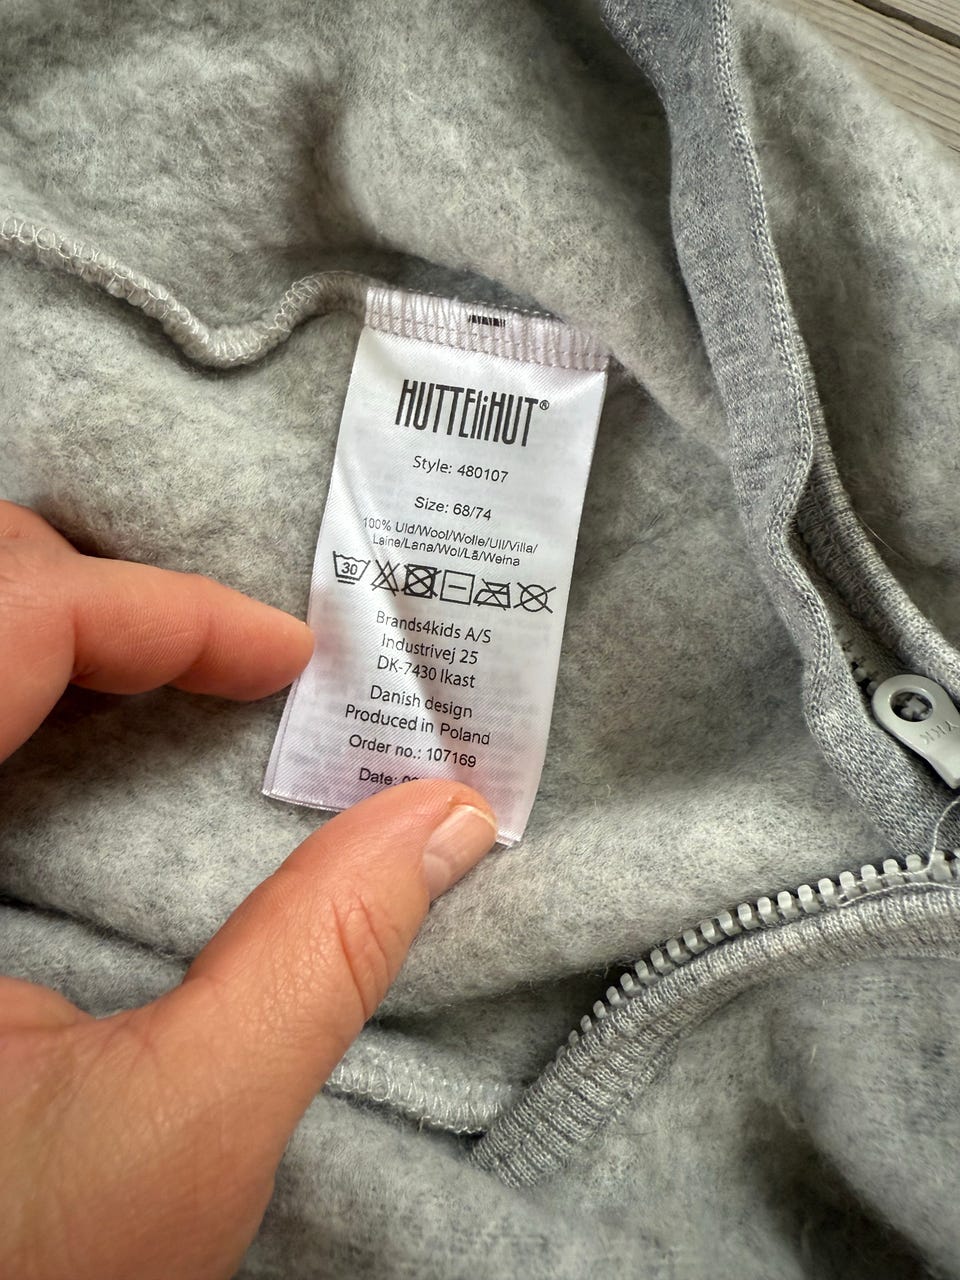 HUTTEliHUT®
Style: 480107
Size: 68/74
100% Uld/Wool/Wolle/Ull/Villa/
Laine/Lana/Wol/Lã/Wełna
30
Brands4kids A/S
Industrivej 25
DK-7430 Ikast
Danish design
Produced in Poland
Order no.: 107169
Date:
YKK